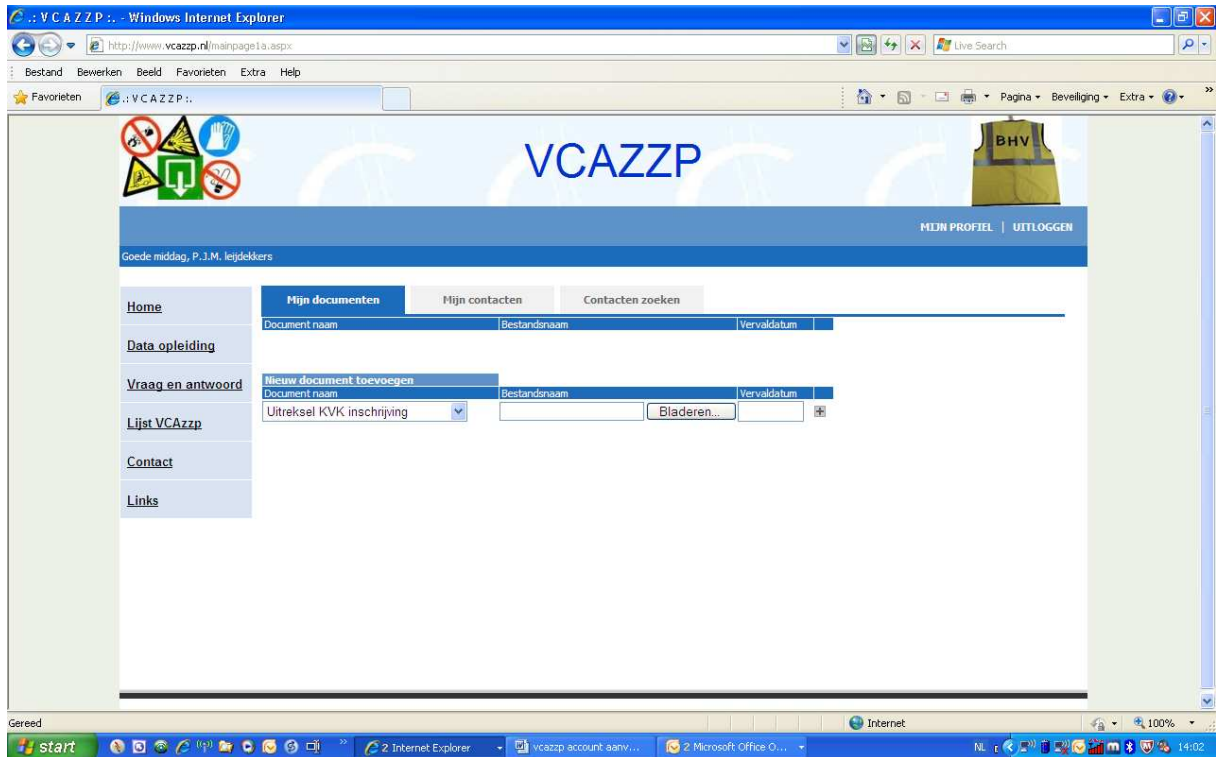 .: V C A Z Z P :. - Windows Internet Explorer
http://www.vcazzp.nl/mainpage1a.aspx
Live Search
Bestand Bewerken Beeld Favorieten Extra Help
Favorieten .: V C A Z Z P :. Pagina Beveiliging Extra
VCAZZP
BHV
MIJN PROFIEL | UITLOGGEN
Goede middag, P.J.M. leijdekkers
Home
Data opleiding
Vraag en antwoord
Lijst VCAzzp
Contact
Links
Mijn documenten Mijn contacten Contacten zoeken
Document naam Bestandsnaam Vervaldatum
Nieuw document toevoegen
Document naam Bestandsnaam Vervaldatum
Uitreksel KVK inschrijving Bladeren...
Gereed Internet 100%
start 2 Internet Explorer vcazzp account aanv... 2 Microsoft Office O... NL 14:02